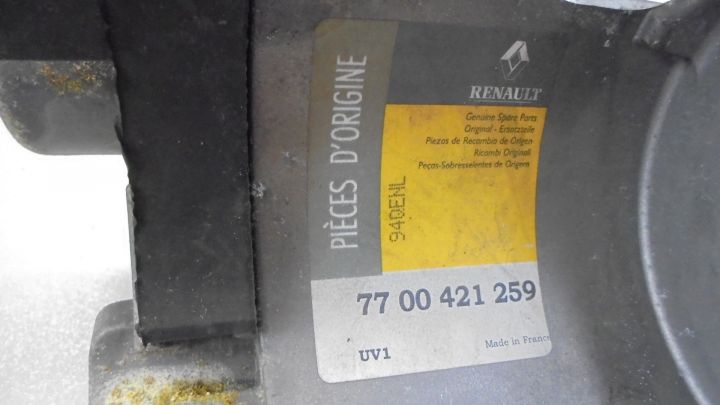 PIÈCES D'ORIGINE
RENAULT
Genuine Spare Parts
Original - Ersatzteile
Piezas de Recambio de Origen
Ricambi Originali
Peças-Sobresselentes de Origem
940ENL
77 00 421 259
UV1
Made in France